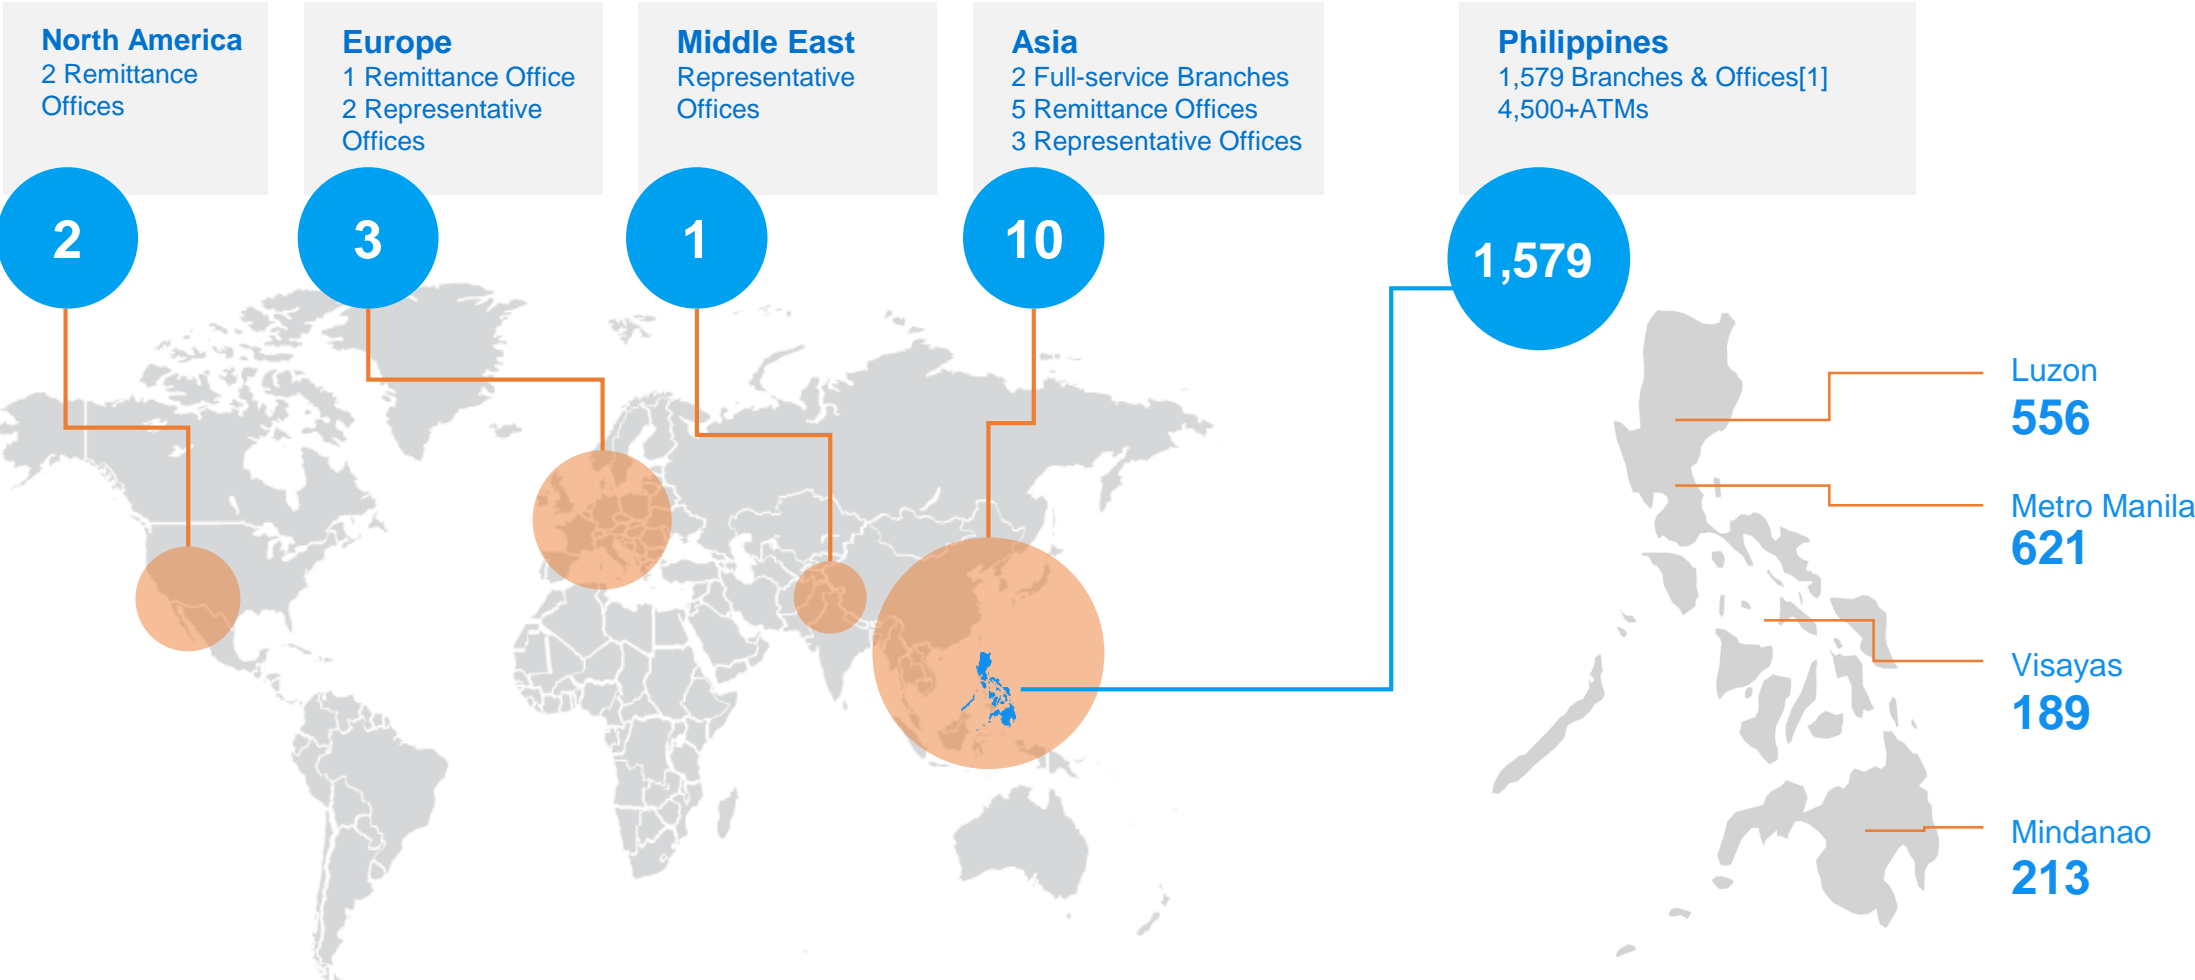 North America
2 Remittance
Offices
2
Europe
1 Remittance Office
2 Representative
Offices
3
Middle East
Representative
Offices
1
Asia
2 Full-service Branches
5 Remittance Offices
3 Representative Offices
10
Philippines
1,579 Branches & Offices[1]
4,500+ATMs
1,579
Luzon
556
Metro Manila
621
Visayas
189
Mindanao
213